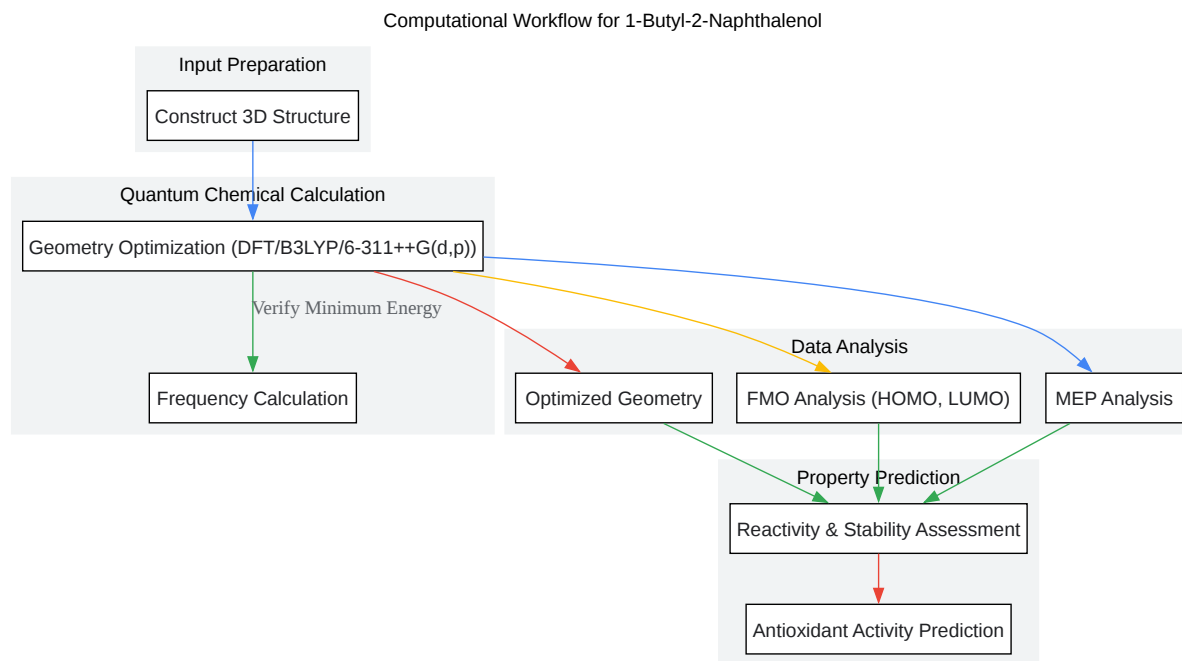 Computational Workflow for 1-Butyl-2-Naphthalenol
Input Preparation
Construct 3D Structure
Quantum Chemical Calculation
Geometry Optimization (DFT/B3LYP/6-311++G(d,p))
Verify Minimum Energy
Frequency Calculation
Data Analysis
Optimized Geometry
FMO Analysis (HOMO, LUMO)
MEP Analysis
Property Prediction
Reactivity & Stability Assessment
Antioxidant Activity Prediction